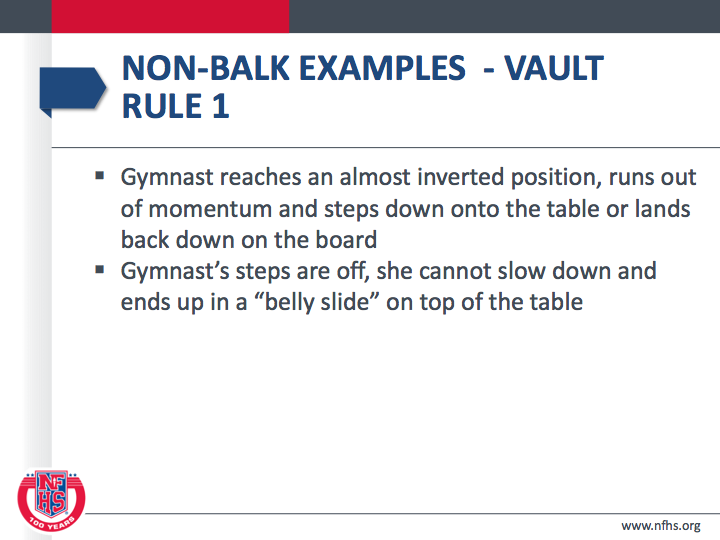 NON-BALK EXAMPLES - VAULT
RULE 1
▪ Gymnast reaches an almost inverted position, runs out
of momentum and steps down onto the table or lands
back down on the board
▪ Gymnast’s steps are off, she cannot slow down and
ends up in a “belly slide” on top of the table
NF
HS
100 YEARS
www.nfhs.org